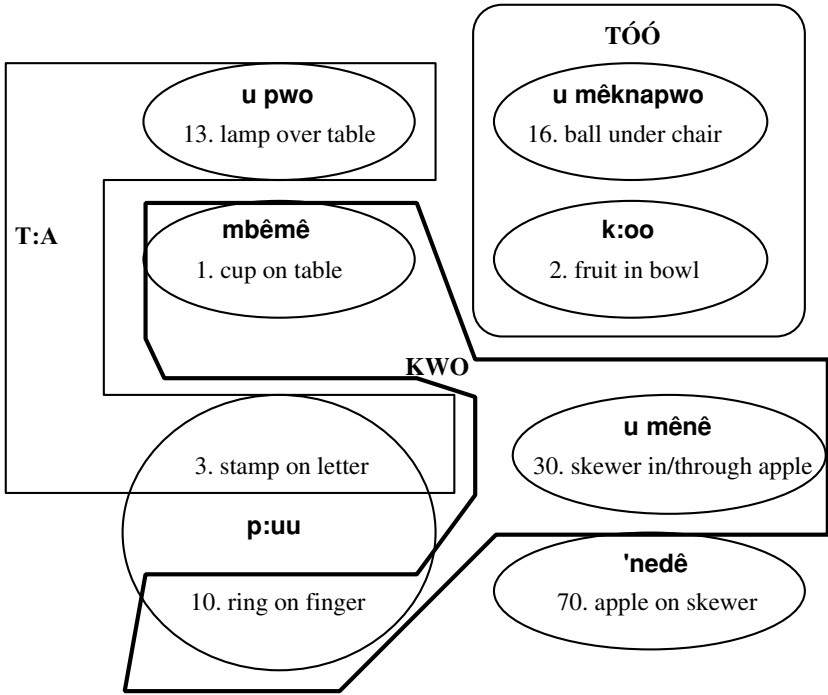 TÓÓ
u pwo
13. lamp over table
u mêknapwo
16. ball under chair
T:A
mbêmê
1. cup on table
k:oo
2. fruit in bowl
KWO
3. stamp on letter
u mênê
30. skewer in/through apple
p:uu
10. ring on finger
'nedê
70. apple on skewer